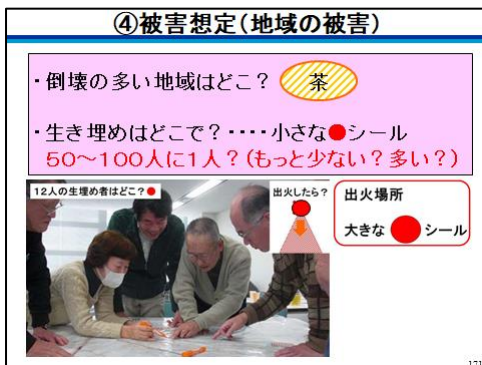 ④被害想定(地域の被害)
・倒壊の多い地域はどこ？ 茶
・生き埋めはどこで？・・・・小さな●シール
50～100人に1人？(もっと少ない？多い？)
12人の生埋め者はどこ？●
出火したら？
出火場所
大きな●シール
171